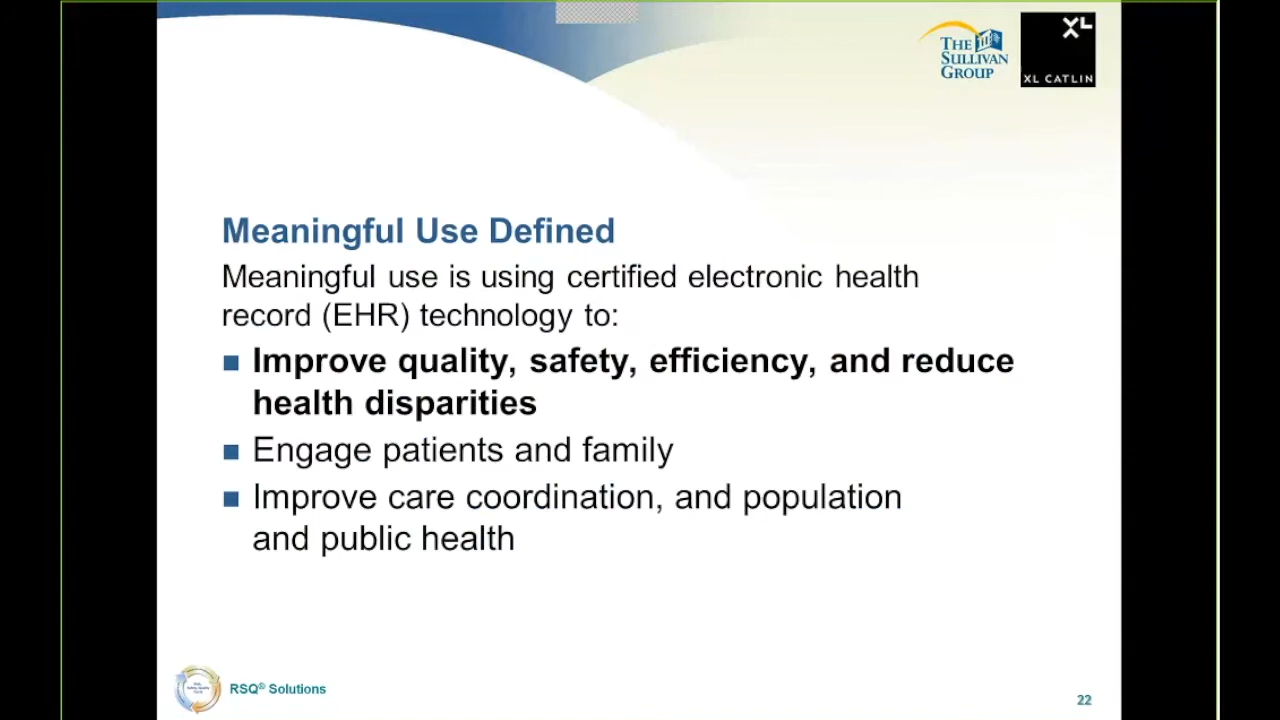 THE
SULLIVAN
GROUP
XL
XL CATLIN
Meaningful Use Defined
Meaningful use is using certified electronic health
record (EHR) technology to:
Improve quality, safety, efficiency, and reduce
health disparities
Engage patients and family
Improve care coordination, and population
and public health
RSQ® Solutions
22